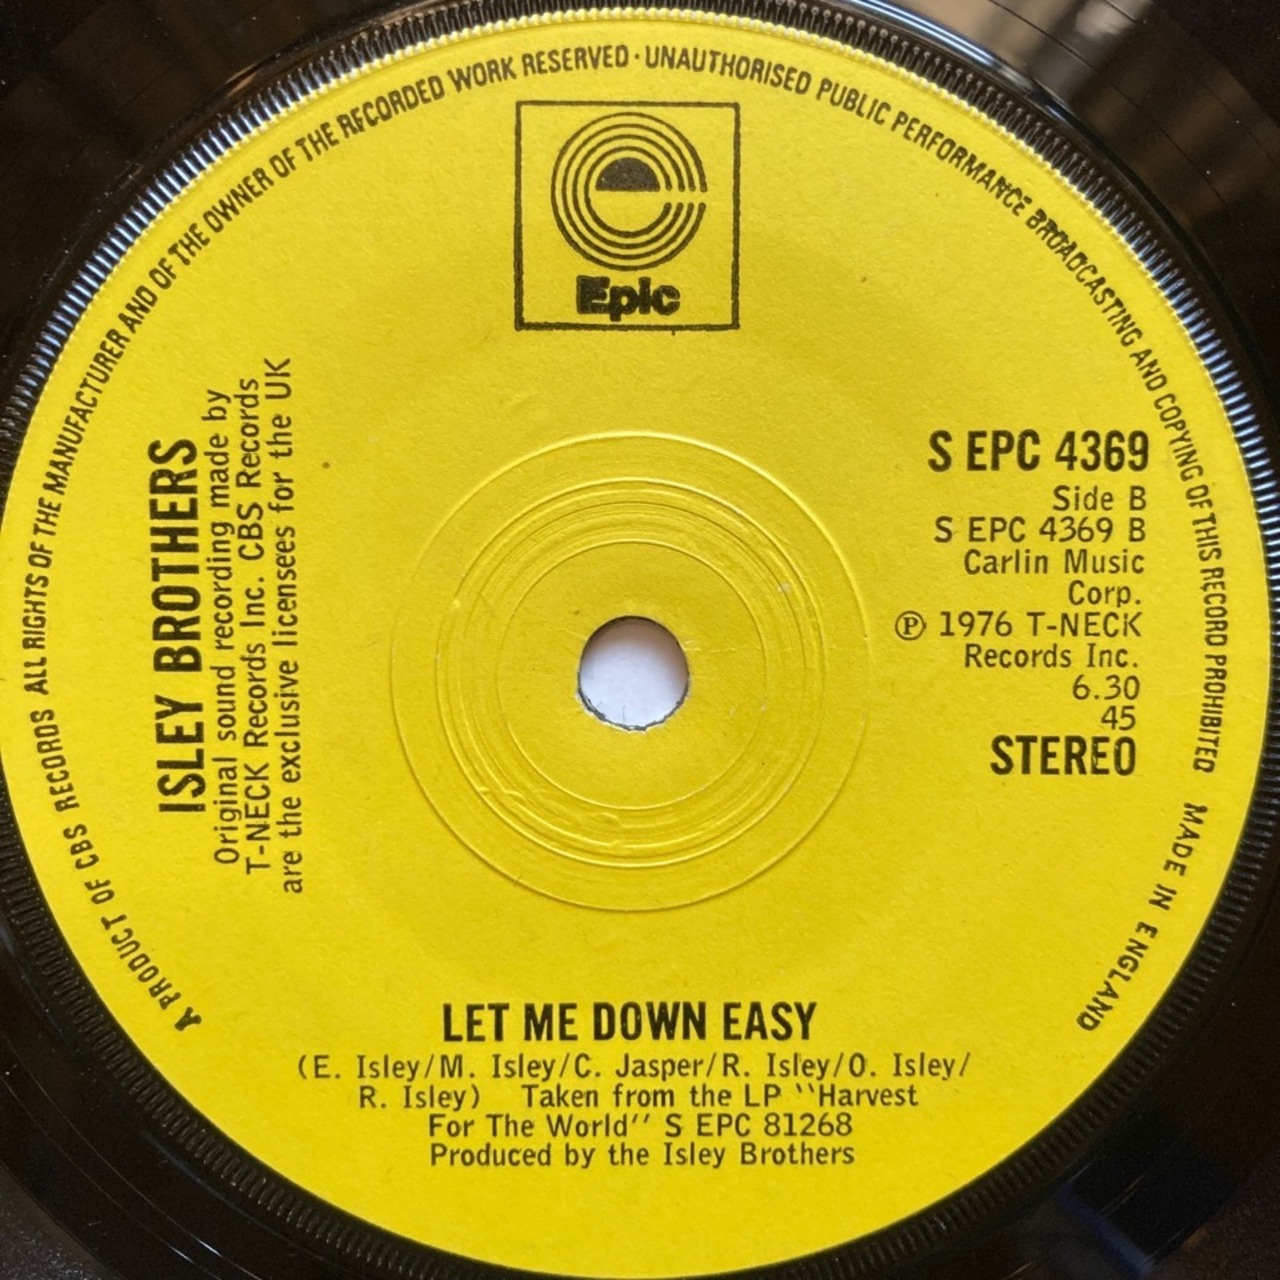 A PRODUCT OF CBS RECORDS ALL RIGHTS OF THE MANUFACTURER AND OF THE OWNER OF THE RECORDED WORK RESERVED · UNAUTHORISED PUBLIC PERFORMANCE BROADCASTING AND COPYING OF THIS RECORD PROHIBITED MADE IN ENGLAND
Epic
ISLEY BROTHERS
Original sound recording made by
T-NECK Records Inc. CBS Records
are the exclusive licensees for the UK
S EPC 4369
Side B
S EPC 4369 B
Carlin Music
Corp.
℗ 1976 T-NECK
Records Inc.
6.30
45
STEREO
LET ME DOWN EASY
(E. Isley/M. Isley/C. Jasper/R. Isley/O. Isley/
R. Isley) Taken from the LP "Harvest
For The World" S EPC 81268
Produced by the Isley Brothers